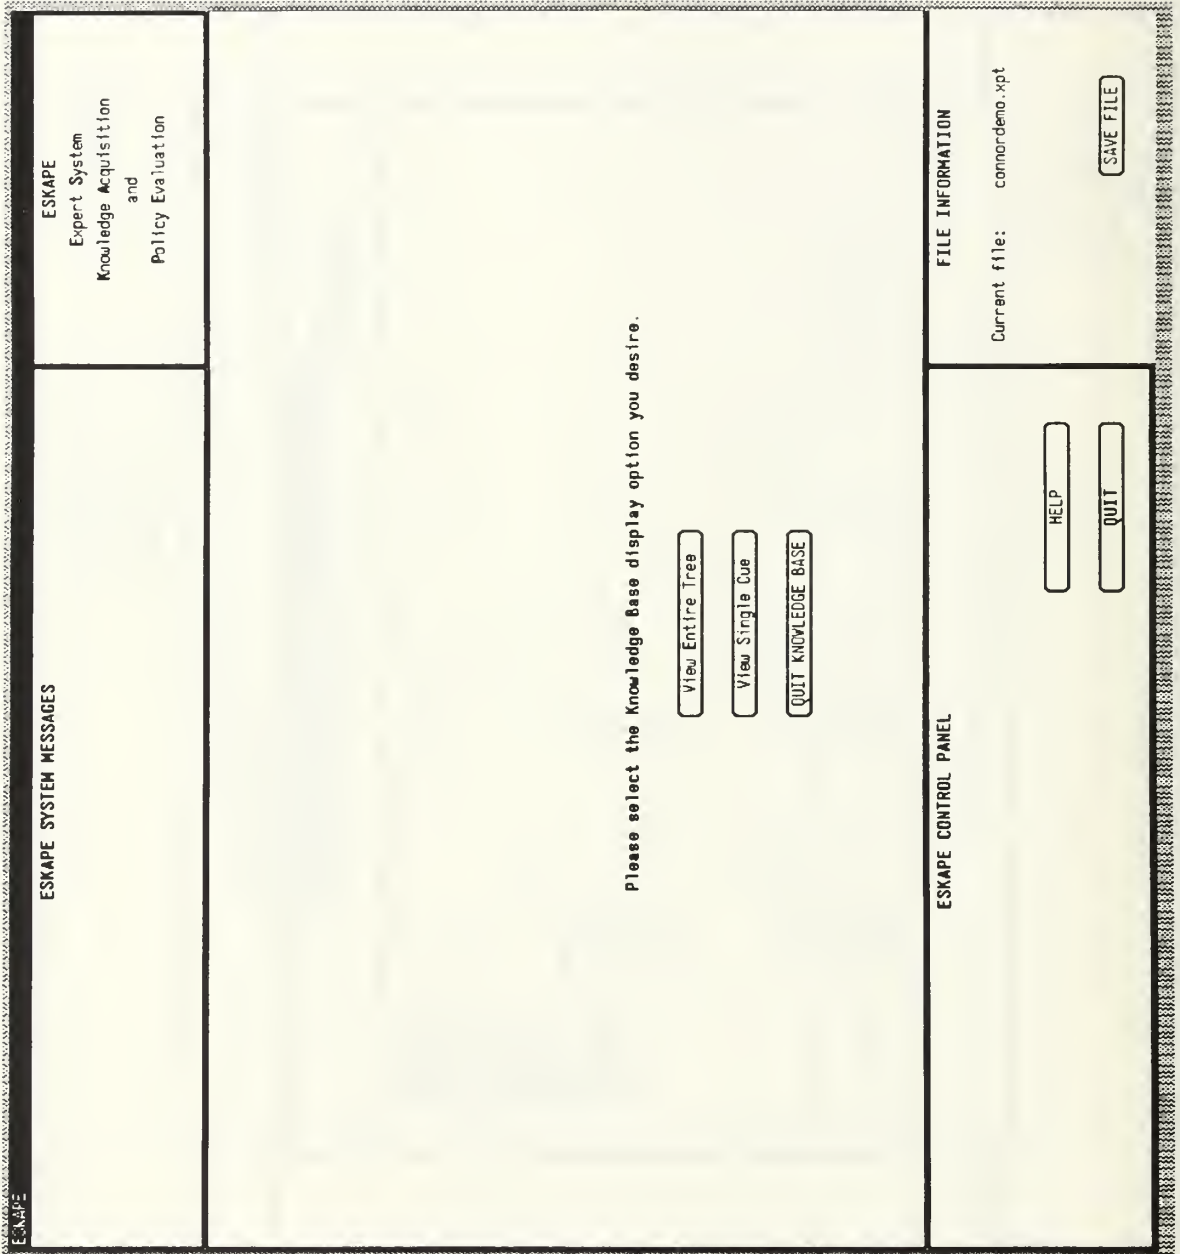 ESKAPE
ESKAPE SYSTEM MESSAGES
ESKAPE
Expert System
Knowledge Acquisition
and
Policy Evaluation
Please select the Knowledge Base display option you desire.
View Entire Tree
View Single Cue
QUIT KNOWLEDGE BASE
ESKAPE CONTROL PANEL
HELP
QUIT
FILE INFORMATION
Current file: connordemo.xpt
SAVE FILE